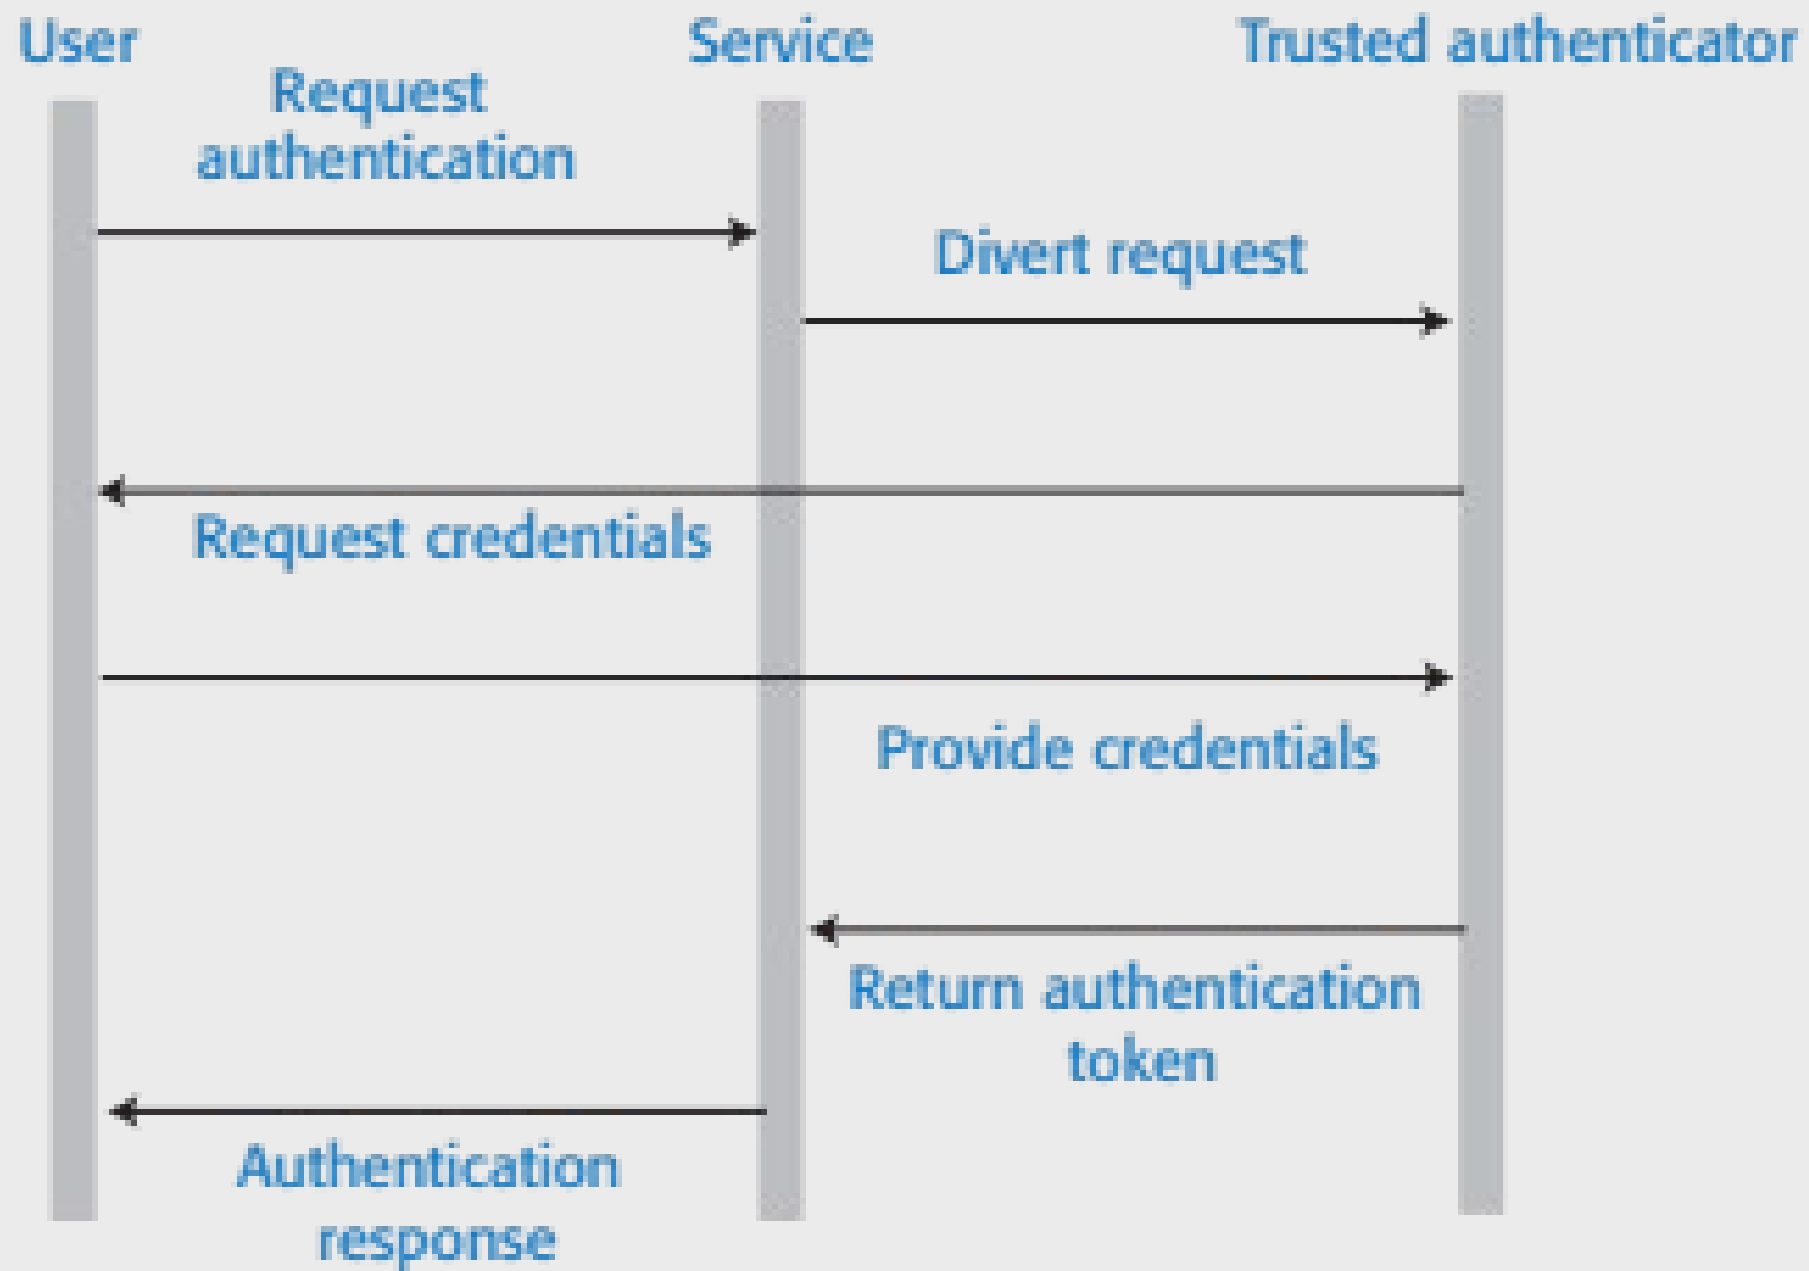 User
Service
Trusted authenticator
Request
authentication
Divert request
Request credentials
Provide credentials
Return authentication
token
Authentication
response